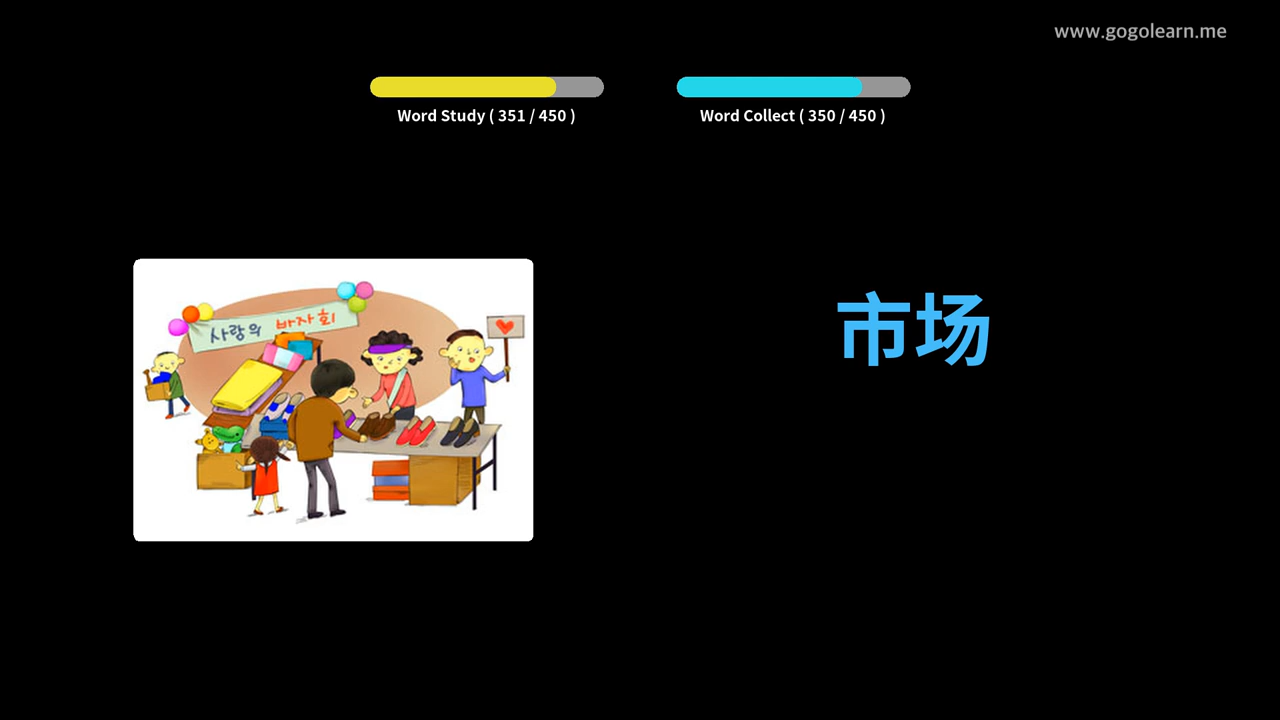 www.gogolearn.me
Word Study ( 351 / 450 )
Word Collect ( 350 / 450 )
사랑의 바자회
市场